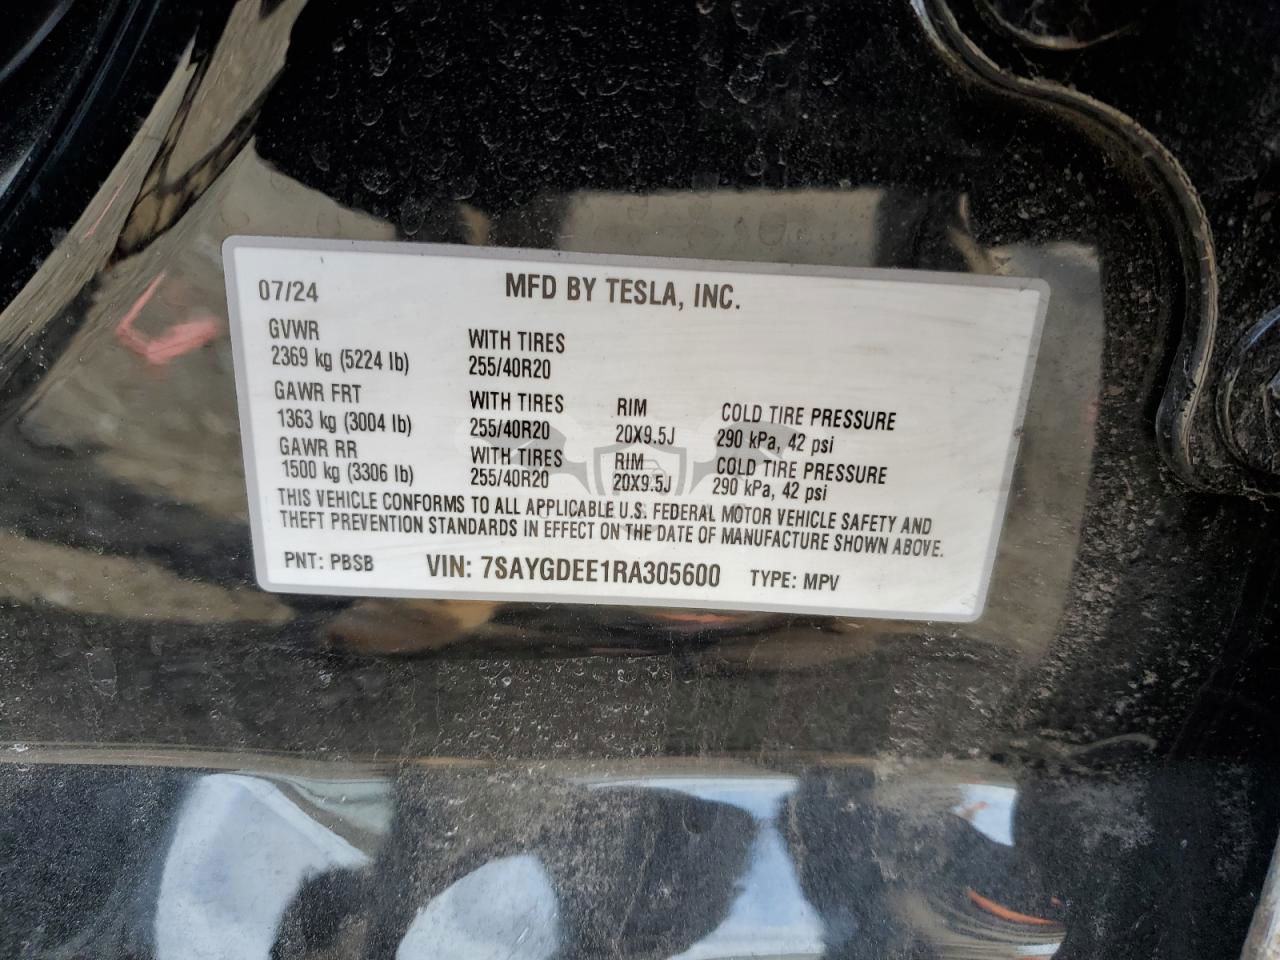 07/24 MFD BY TESLA, INC.
GVWR WITH TIRES
2369 kg (5224 lb) 255/40R20
GAWR FRT WITH TIRES RIM COLD TIRE PRESSURE
1363 kg (3004 lb) 255/40R20 20X9.5J 290 kPa, 42 psi
GAWR RR WITH TIRES RIM COLD TIRE PRESSURE
1500 kg (3306 lb) 255/40R20 20X9.5J 290 kPa, 42 psi
THIS VEHICLE CONFORMS TO ALL APPLICABLE U.S. FEDERAL MOTOR VEHICLE SAFETY AND
THEFT PREVENTION STANDARDS IN EFFECT ON THE DATE OF MANUFACTURE SHOWN ABOVE.
PNT: PBSB VIN: 7SAYGDEE1RA305600 TYPE: MPV